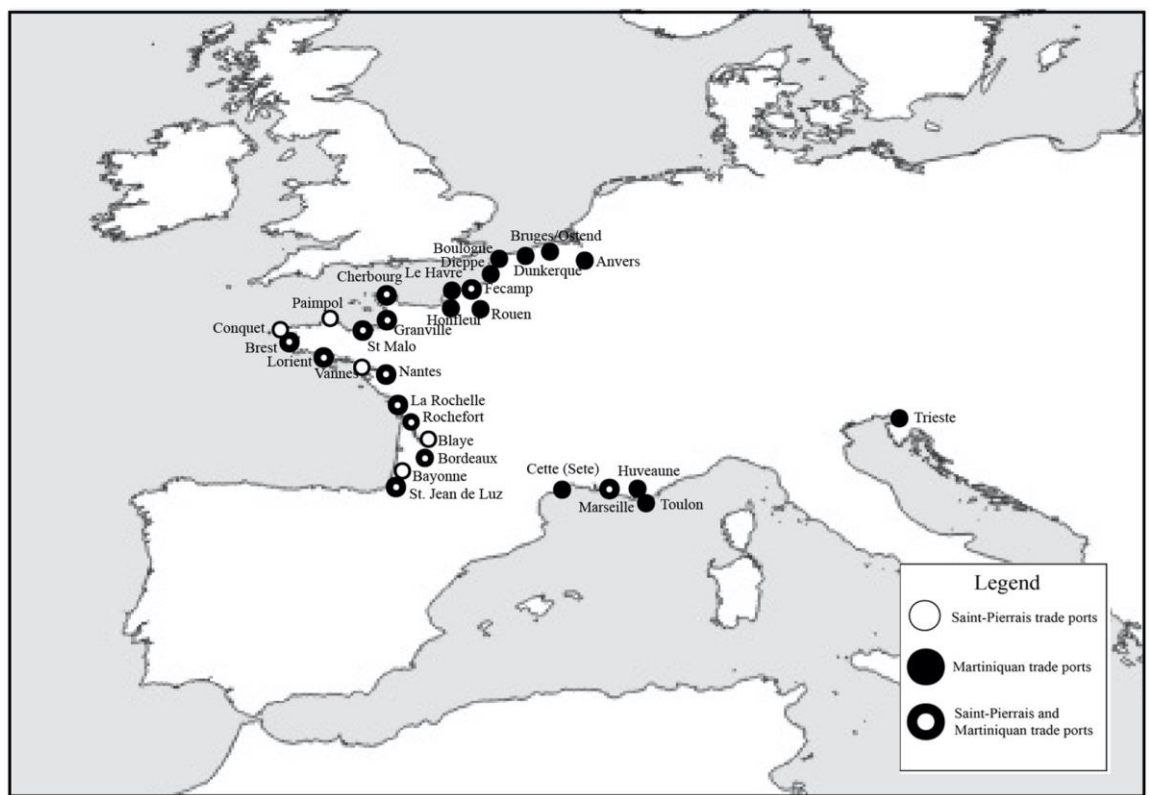 Bruges/Ostend
Boulogne
Dieppe
Dunkerque
Anvers
Cherbourg
Le Havre
Fecamp
Paimpol
Honfleur
Rouen
Conquet
Granville
Brest
St Malo
Lorient
Vannes
Nantes
La Rochelle
Rochefort
Trieste
Blaye
Bordeaux
Bayonne
Cette (Sete)
Huveaune
St. Jean de Luz
Marseille
Toulon
Legend
Saint-Pierrais trade ports
Martiniquan trade ports
Saint-Pierrais and
Martiniquan trade ports